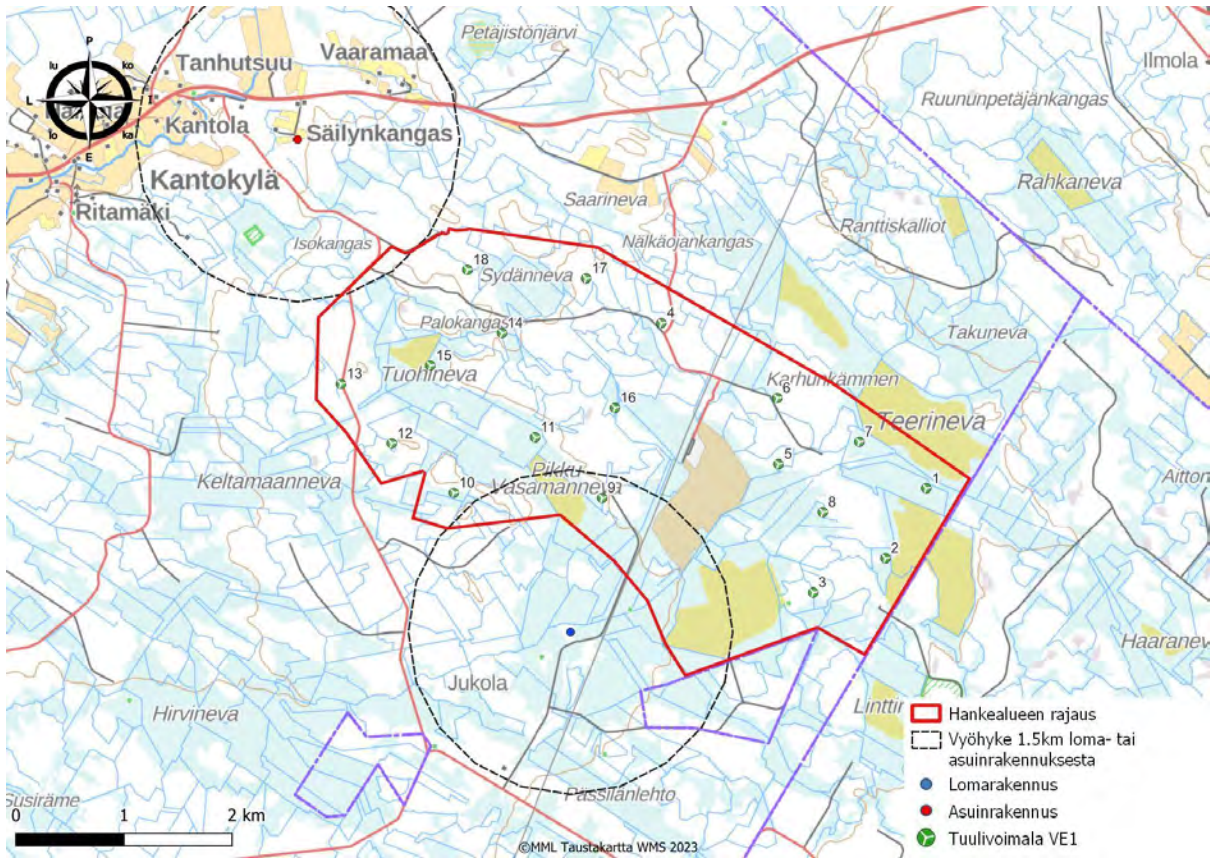 Petäjistönjärvi
Vaaramaa
Tanhutsuu
Ilmola
P
lu
ko
L
I
lo
ka
E
Ruununpetäjänkangas
Kantola
Säilynkangas
Kantokylä
Rahkaneva
Saarineva
Ritamäki
Ranttiskalliot
Isokangas
Nälkäojankangas
18
Sydänneva
17
Palokangas
14
4
Takuneva
15
Tuohineva
13
Karhunkämmen
6
16
Teerineva
11
7
12
5
Pikku
Vasamanneva
Keltamaanneva
Aitton
10
9
1
8
2
3
Haaranev
Jukola
Hirvineva
Linttir
Hankealueen rajaus
Vyöhyke 1.5km loma- tai
asuinrakennuksesta
Lomarakennus
Asuinrakennus
Tuulivoimala VE1
Pässilänlehto
Susiräme
0 1 2 km
©MML Taustakartta WMS 2023